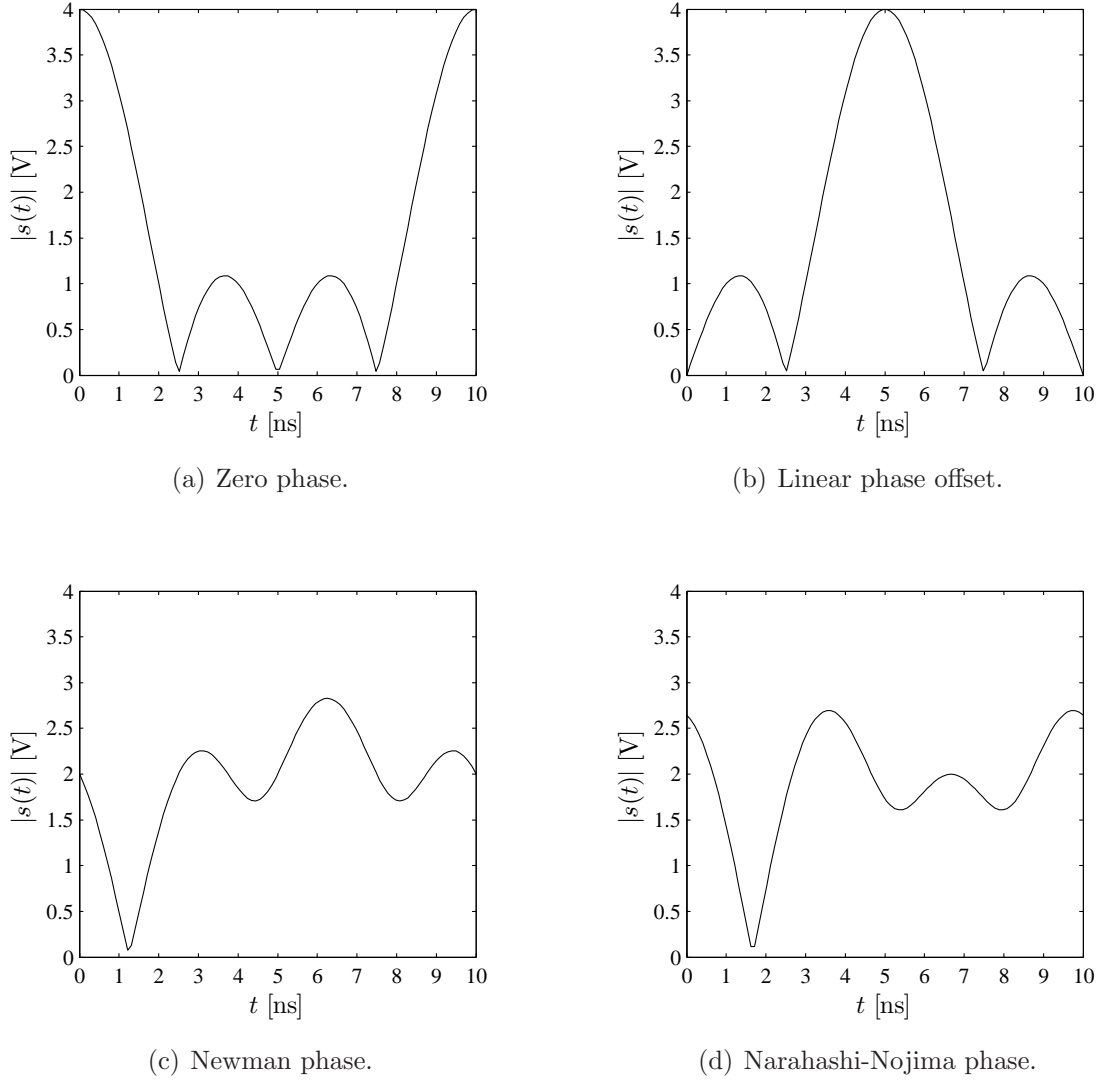 4
3.5
3
2.5
2
1.5
1
0.5
0
0 1 2 3 4 5 6 7 8 9 10
|s(t)| [V]
t [ns]
(a) Zero phase.
4
3.5
3
2.5
2
1.5
1
0.5
0
0 1 2 3 4 5 6 7 8 9 10
|s(t)| [V]
t [ns]
(b) Linear phase offset.
4
3.5
3
2.5
2
1.5
1
0.5
0
0 1 2 3 4 5 6 7 8 9 10
|s(t)| [V]
t [ns]
(c) Newman phase.
4
3.5
3
2.5
2
1.5
1
0.5
0
0 1 2 3 4 5 6 7 8 9 10
|s(t)| [V]
t [ns]
(d) Narahashi-Nojima phase.